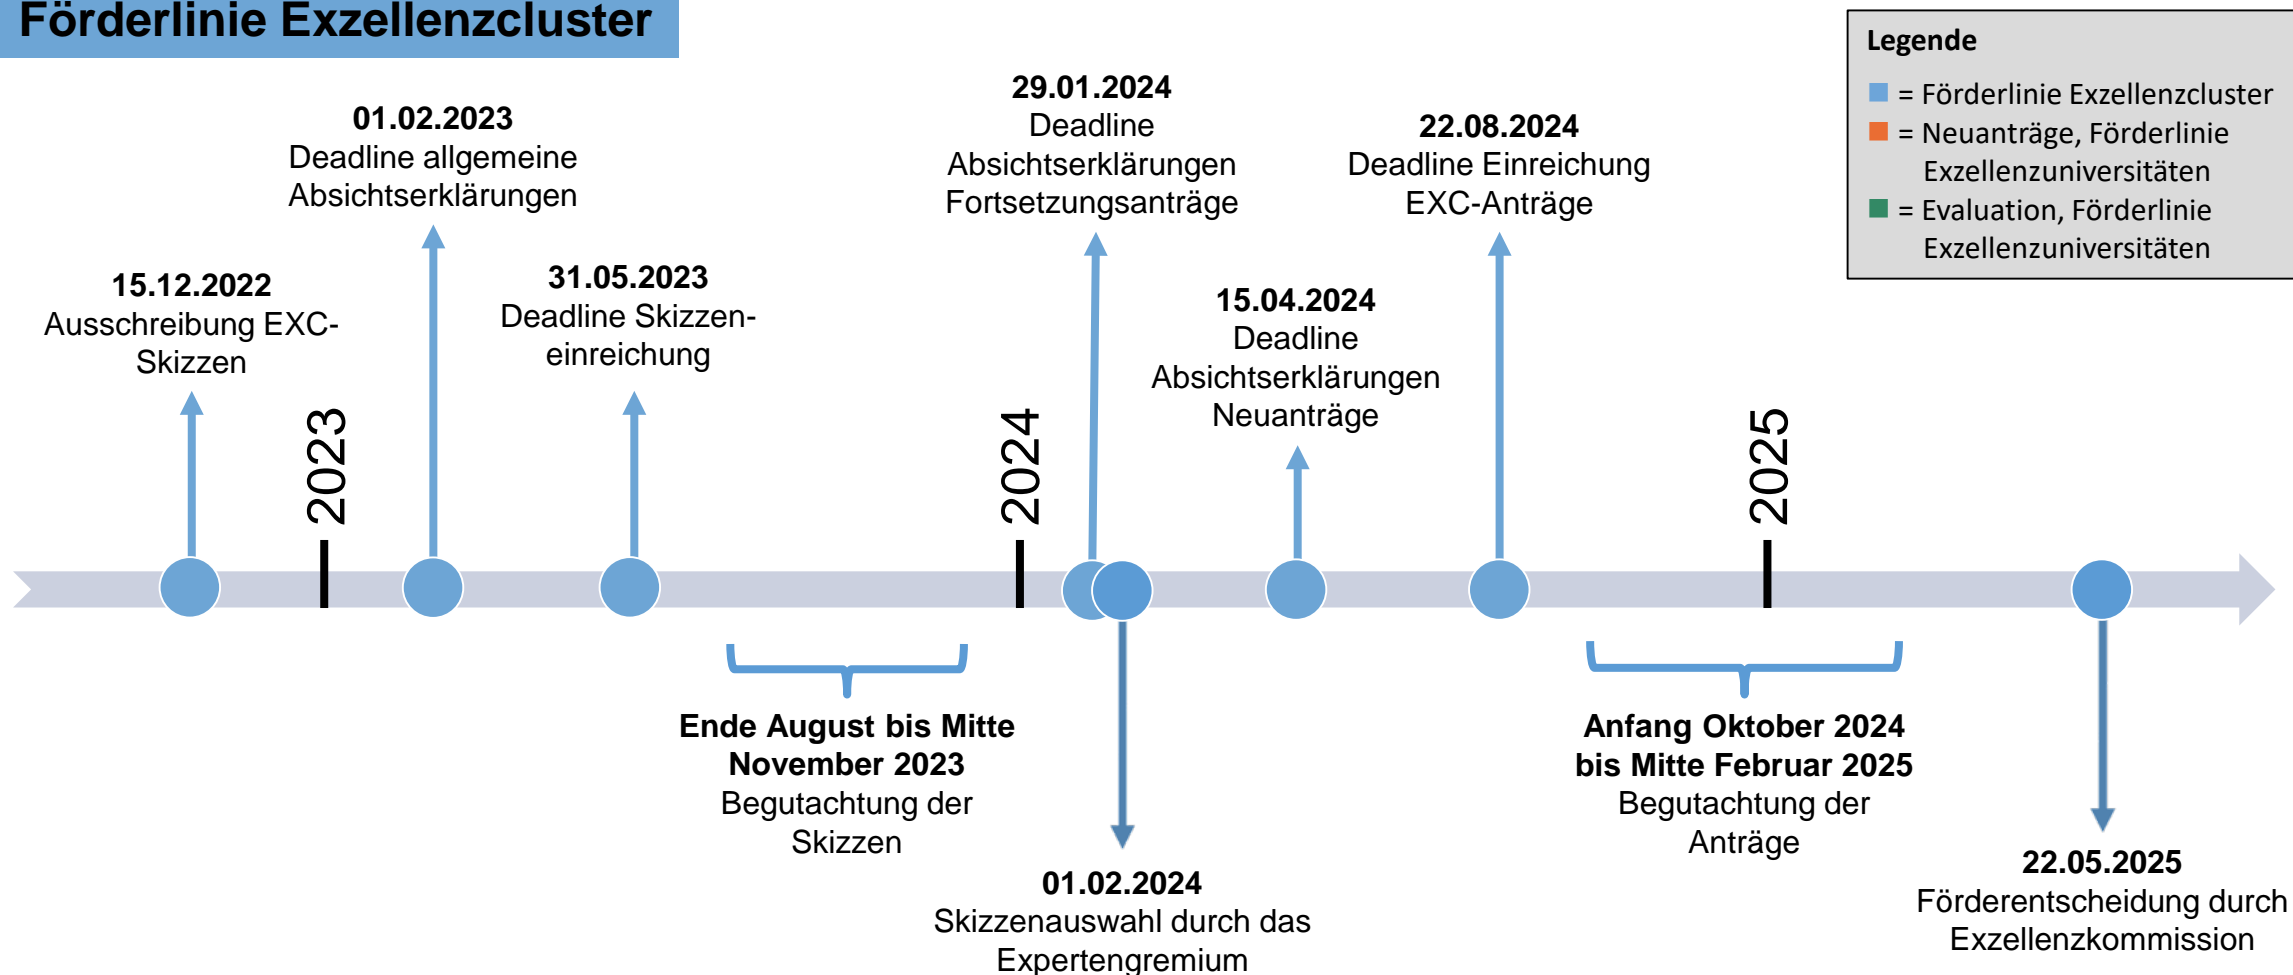 Förderlinie Exzellenzcluster
Legende
= Förderlinie Exzellenzcluster
= Neuanträge, Förderlinie
Exzellenzuniversitäten
= Evaluation, Förderlinie
Exzellenzuniversitäten
15.12.2022
Ausschreibung EXC-
Skizzen
2023
01.02.2023
Deadline allgemeine
Absichtserklärungen
31.05.2023
Deadline Skizzen-
einreichung
2024
29.01.2024
Deadline
Absichtserklärungen
Fortsetzungsanträge
15.04.2024
Deadline
Absichtserklärungen
Neuanträge
22.08.2024
Deadline Einreichung
EXC-Anträge
2025
Ende August bis Mitte
November 2023
Begutachtung der
Skizzen
01.02.2024
Skizzenauswahl durch das
Expertengremium
Anfang Oktober 2024
bis Mitte Februar 2025
Begutachtung der
Anträge
22.05.2025
Förderentscheidung durch
Exzellenzkommission